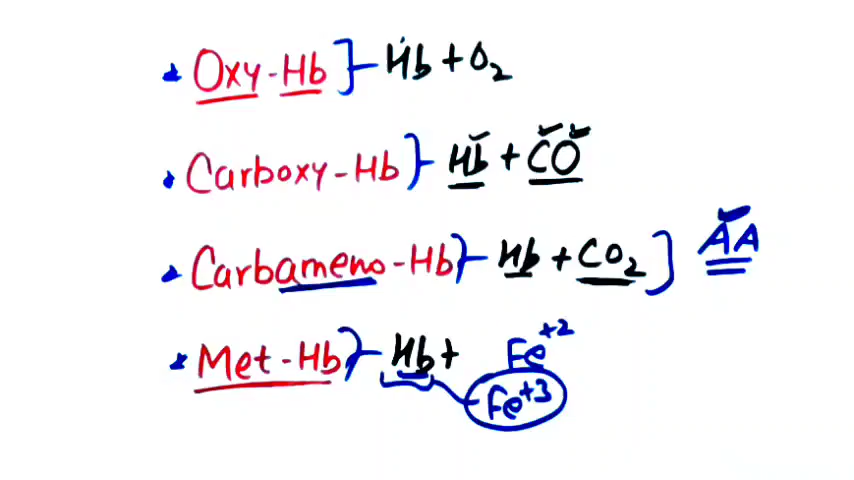 Oxy-Hb Hb + O2
Carboxy-Hb Hb + CO
Carbameno-Hb Hb + CO2 AA
Met-Hb Hb + Fe+2
Fe+3